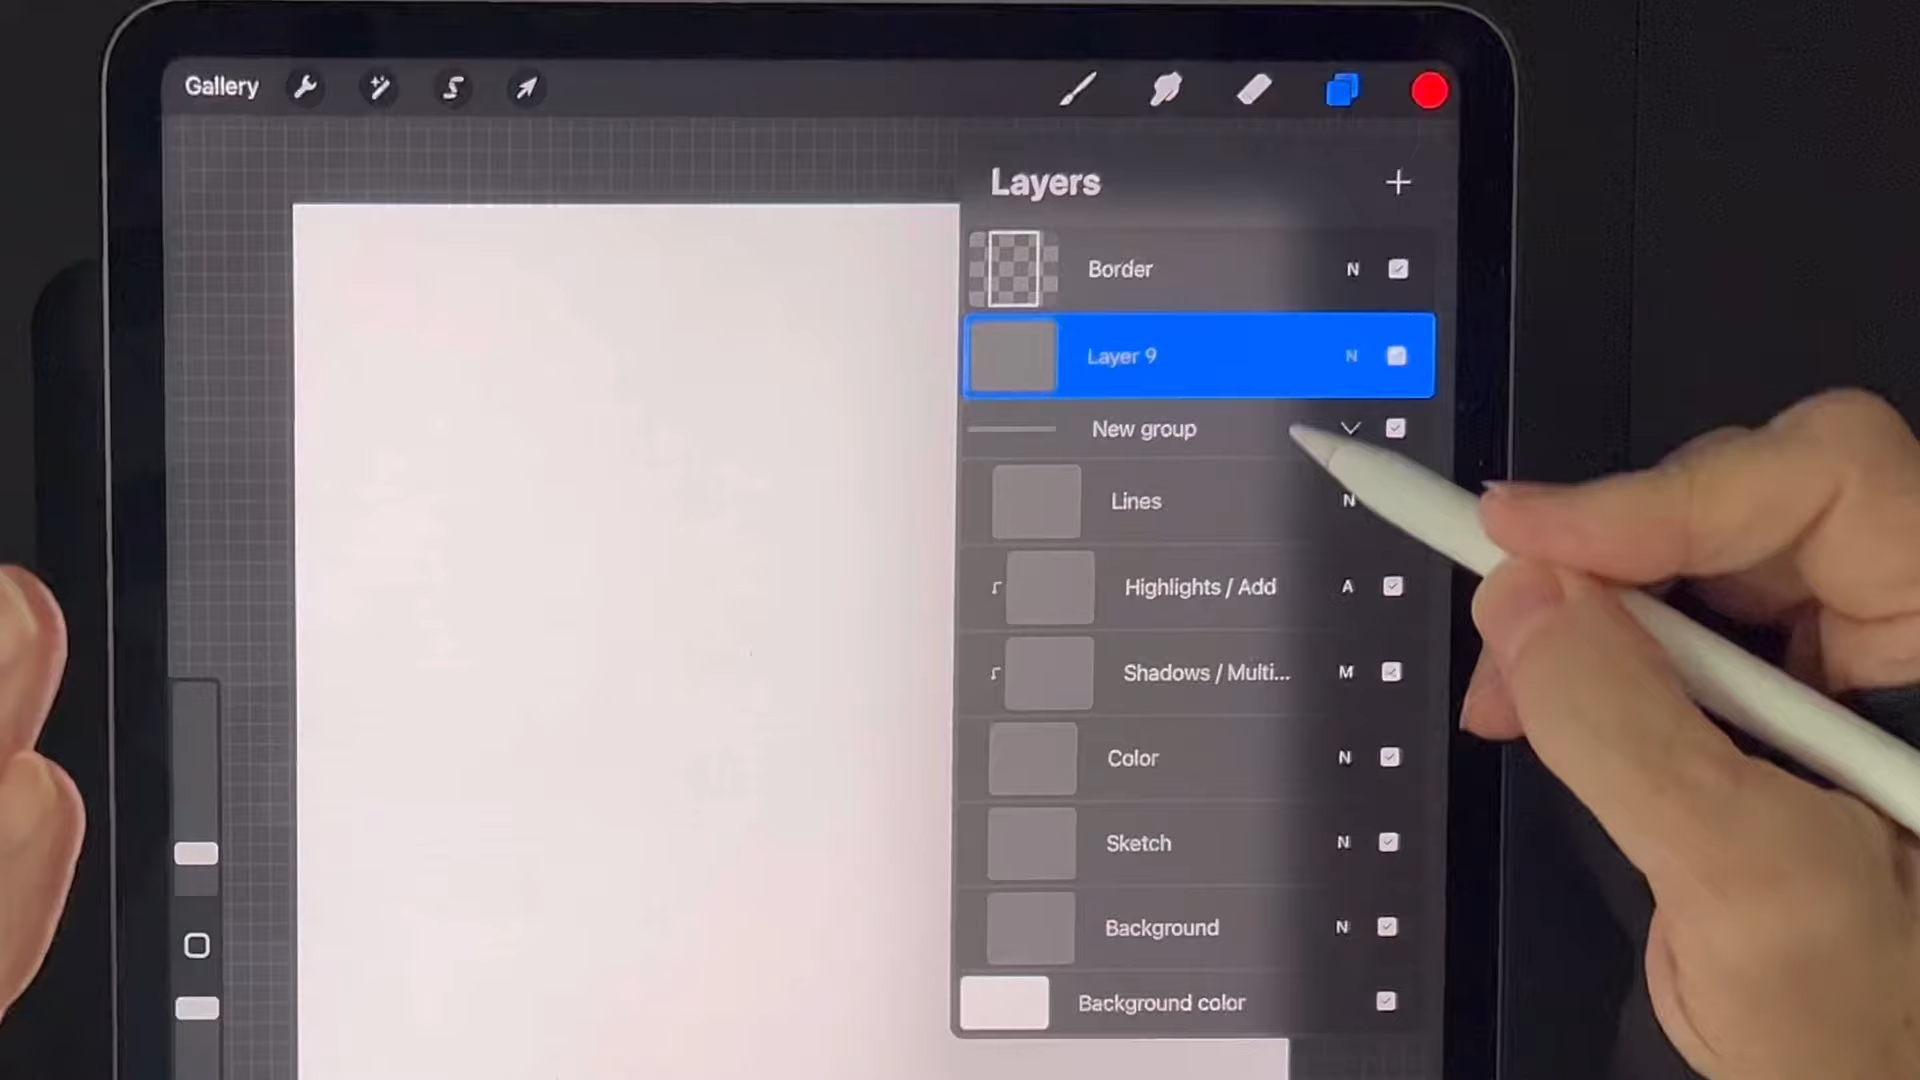 Gallery
Layers
Border N
Layer 9 N
New group
Lines N
Highlights / Add A
Shadows / Multi... M
Color N
Sketch N
Background N
Background color